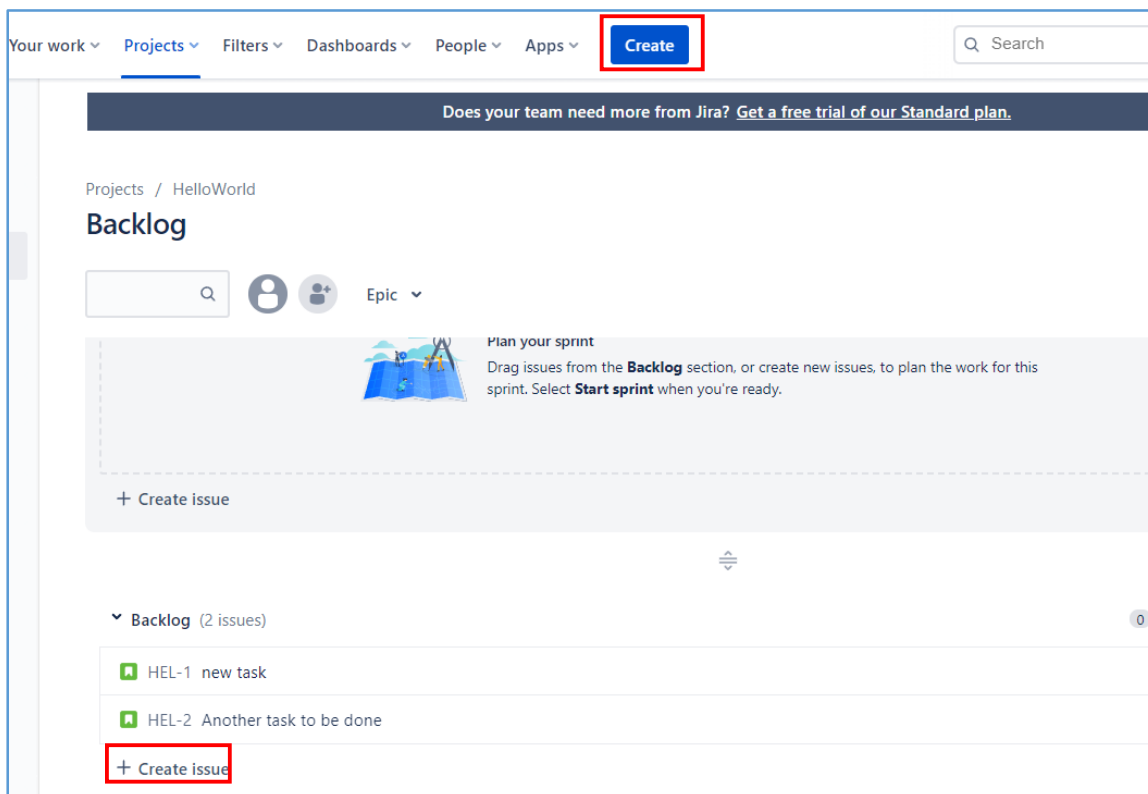 Your work Projects Filters Dashboards People Apps Create Search
Does your team need more from Jira? Get a free trial of our Standard plan.
Projects / HelloWorld
Backlog
Epic
Plan your sprint
Drag issues from the Backlog section, or create new issues, to plan the work for this
sprint. Select Start sprint when you're ready.
+ Create issue
Backlog (2 issues) 0
HEL-1 new task
HEL-2 Another task to be done
+ Create issue